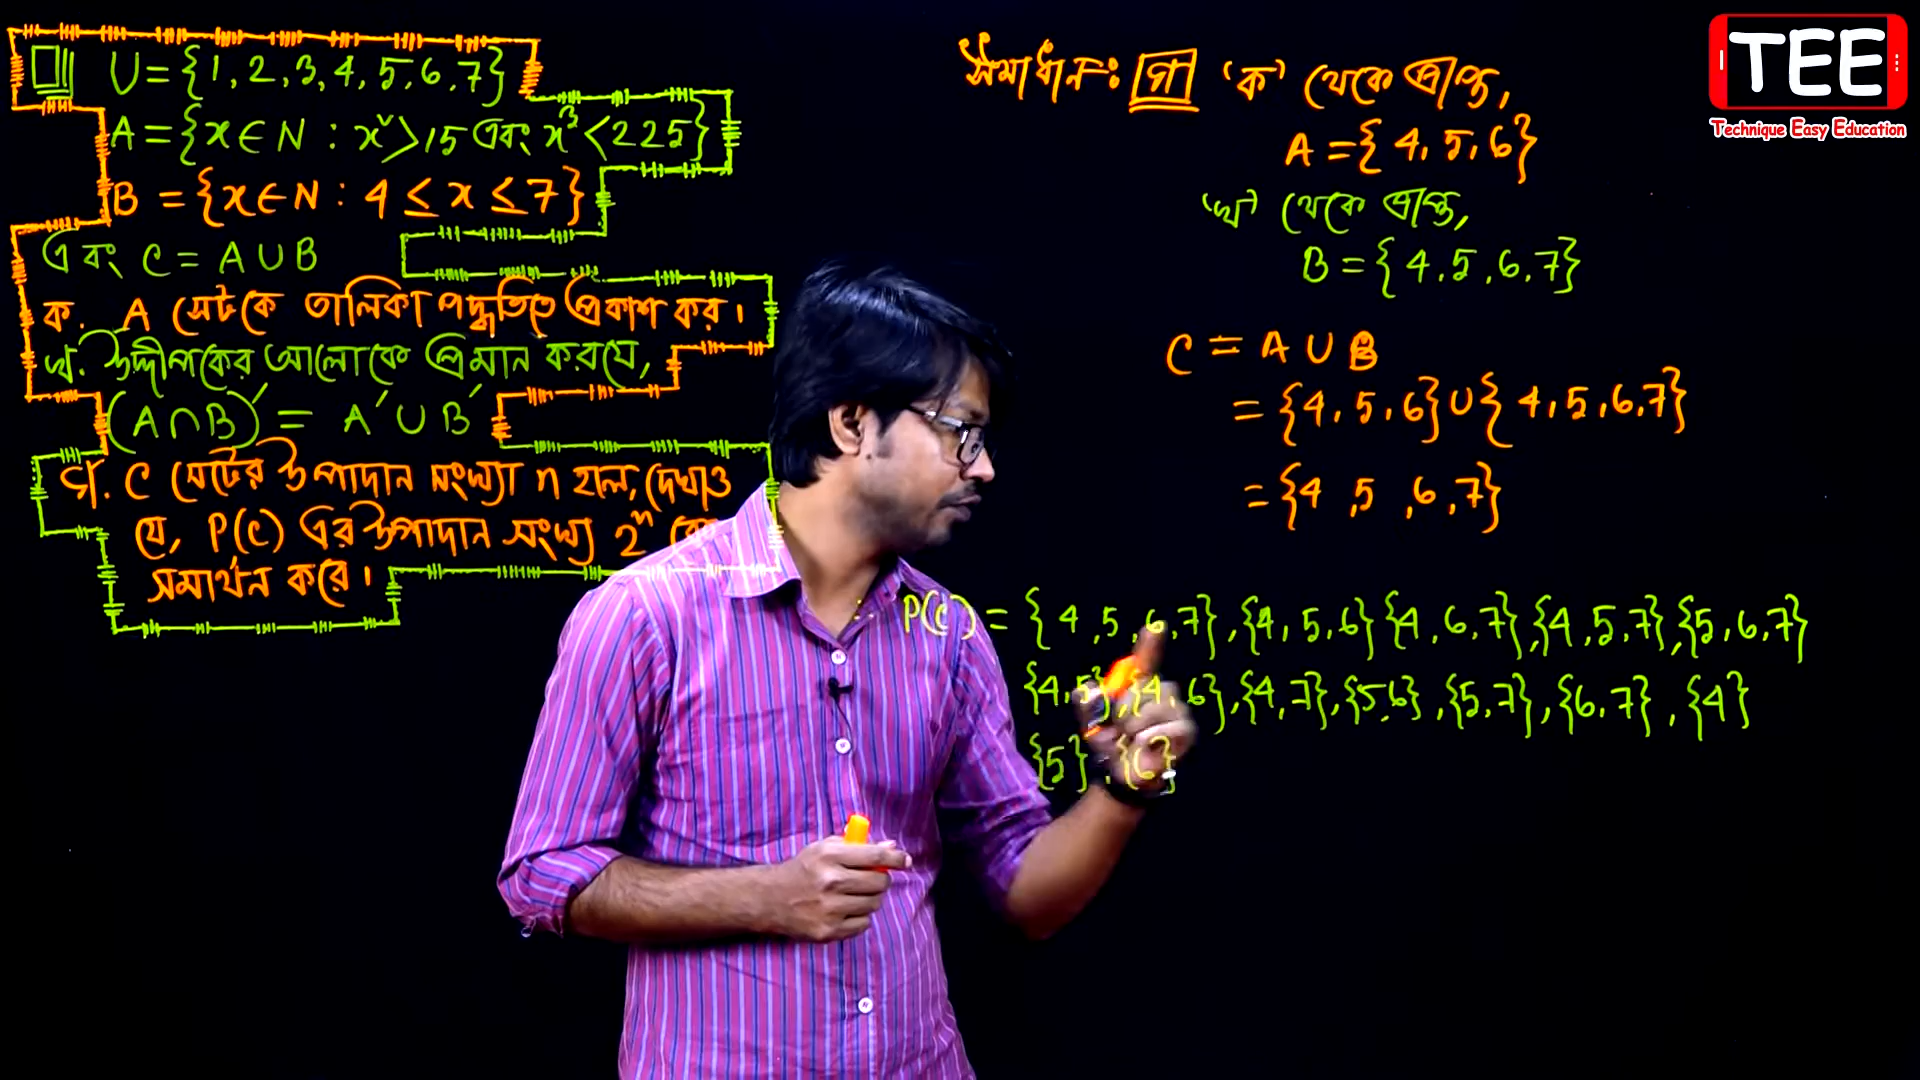 U = {1, 2, 3, 4, 5, 6, 7}
A = {x ∈ N : x² > 15 এবং x³ < 225}
B = {x ∈ N : 4 ≤ x ≤ 7}
এবং C = A ∪ B
ক. A সেটকে তালিকা পদ্ধতিতে প্রকাশ কর।
খ. উদ্দীপকের আলোকে প্রমান কর যে,
(A ∩ B)′ = A′ ∪ B′
গ. C সেটের উপাদান সংখ্যা n হলে, দেখাও
যে, P(C) এর উপাদান সংখ্যা 2ⁿ কে
সমর্থন করে।
সমাধান: গ 'ক' থেকে প্রাপ্ত,
A = {4, 5, 6}
'খ' থেকে প্রাপ্ত,
B = {4, 5, 6, 7}
C = A ∪ B
= {4, 5, 6} ∪ {4, 5, 6, 7}
= {4 5, 6, 7}
P(C) = {4, 5, 6, 7}, {4, 5, 6} {4, 6, 7}, {4, 5, 7}, {5, 6, 7}
{4, 5}, {4, 6}, {4, 7}, {5, 6}, {5, 7}, {6, 7}, {4}
{5}, {6}
TEE
Technique Easy Education